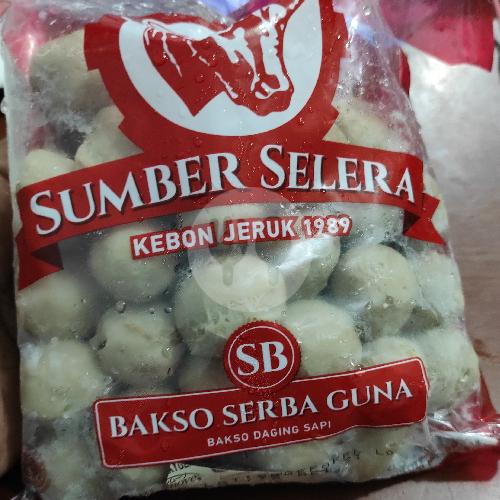 SUMBER SELERA
KEBON JERUK 1989
SB
BAKSO SERBA GUNA
BAKSO DAGING SAPI